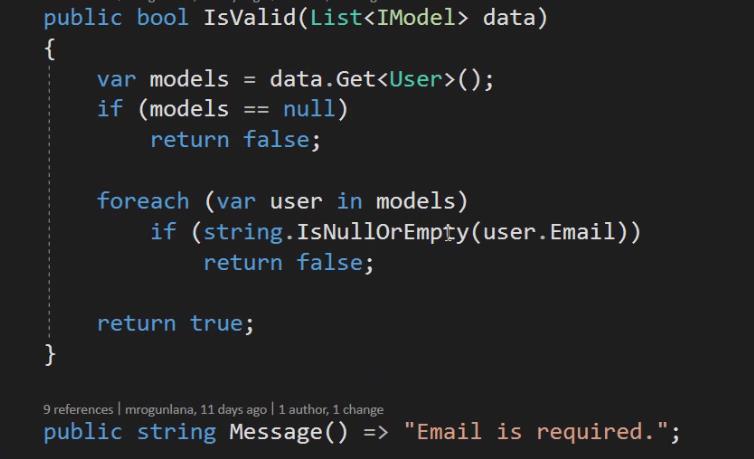 public bool IsValid(List<IModel> data)
{
var models = data.Get<User>();
if (models == null)
return false;
foreach (var user in models)
if (string.IsNullOrEmpty(user.Email))
return false;
return true;
}
9 references | mrogunlana, 11 days ago | 1 author, 1 change
public string Message() => "Email is required.";